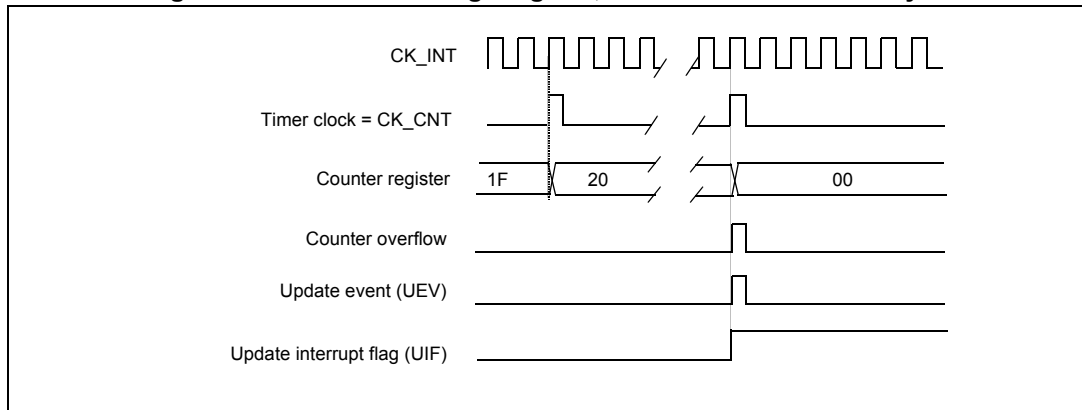 CK_INT
Timer clock = CK_CNT
Counter register 1F 20 00
Counter overflow
Update event (UEV)
Update interrupt flag (UIF)